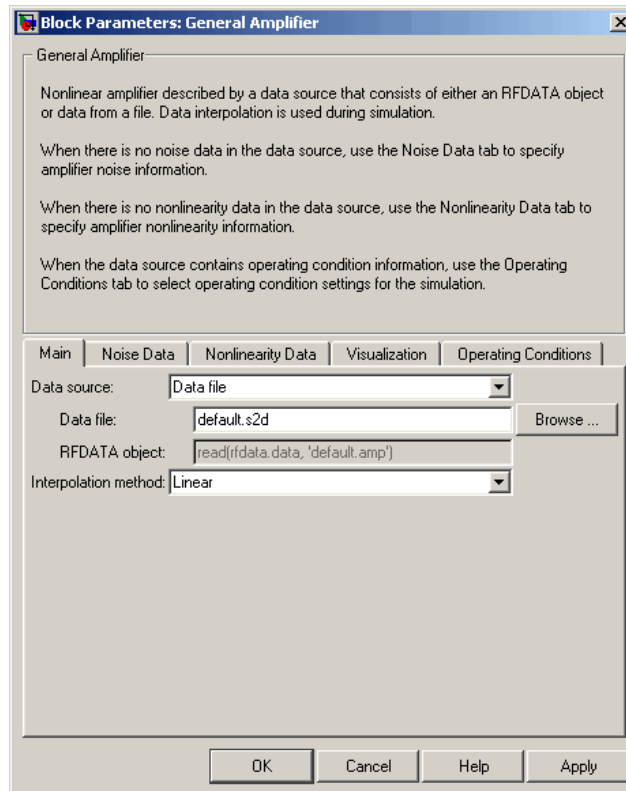 Block Parameters: General Amplifier
General Amplifier
Nonlinear amplifier described by a data source that consists of either an RFDATA object
or data from a file. Data interpolation is used during simulation.
When there is no noise data in the data source, use the Noise Data tab to specify
amplifier noise information.
When there is no nonlinearity data in the data source, use the Nonlinearity Data tab to
specify amplifier nonlinearity information.
When the data source contains operating condition information, use the Operating
Conditions tab to select operating condition settings for the simulation.
Main Noise Data Nonlinearity Data Visualization Operating Conditions
Data source: Data file
Data file: default.s2d Browse ...
RFDATA object: read(rfdata.data, 'default.amp')
Interpolation method: Linear
OK Cancel Help Apply